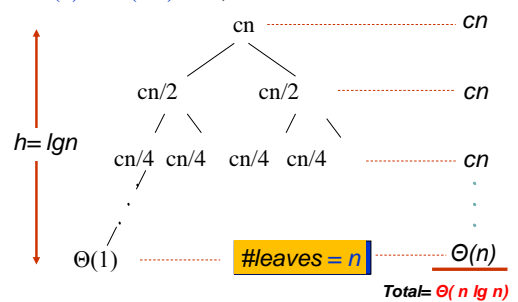 cn cn
cn/2 cn/2 cn
h= lgn
cn/4 cn/4 cn/4 cn/4 cn
Θ(1) #leaves = n Θ(n)
Total= Θ( n lg n)